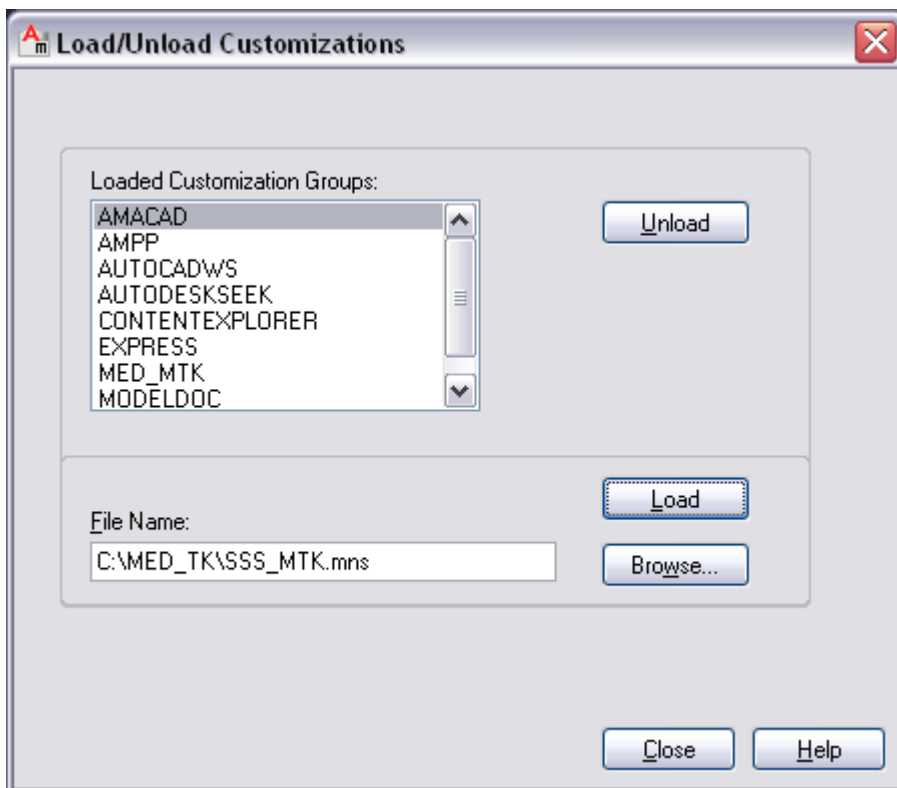 Load/Unload Customizations
Loaded Customization Groups:
AMACAD
AMPP
AUTOCADWS
AUTODESKSEEK
CONTENTEXPLORER
EXPRESS
MED_MTK
MODELDOC
Unload
Load
File Name:
C:\MED_TK\SSS_MTK.mns
Browse...
Close Help